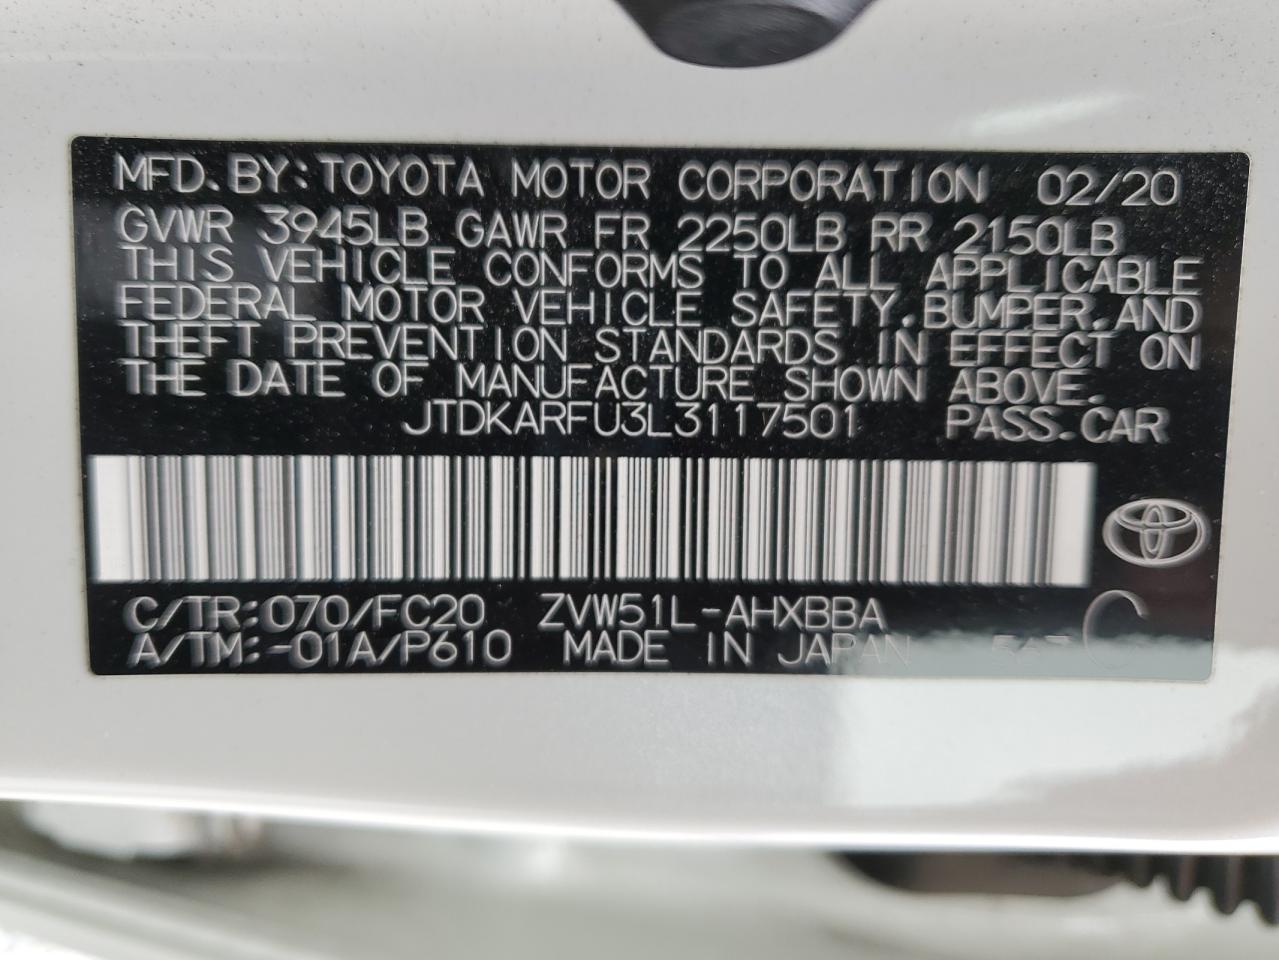 MFD.BY:TOYOTA MOTOR CORPORATION 02/20
GVWR 3945LB GAWR FR 2250LB RR 2150LB
THIS VEHICLE CONFORMS TO ALL APPLICABLE
FEDERAL MOTOR VEHICLE SAFETY,BUMPER,AND
THEFT PREVENTION STANDARDS IN EFFECT ON
THE DATE OF MANUFACTURE SHOWN ABOVE.
JTDKARFU3L3117501 PASS.CAR
C/TR:070/FC20 ZVW51L-AHXBBA C
A/TM:-01A/P610 MADE IN JAPAN